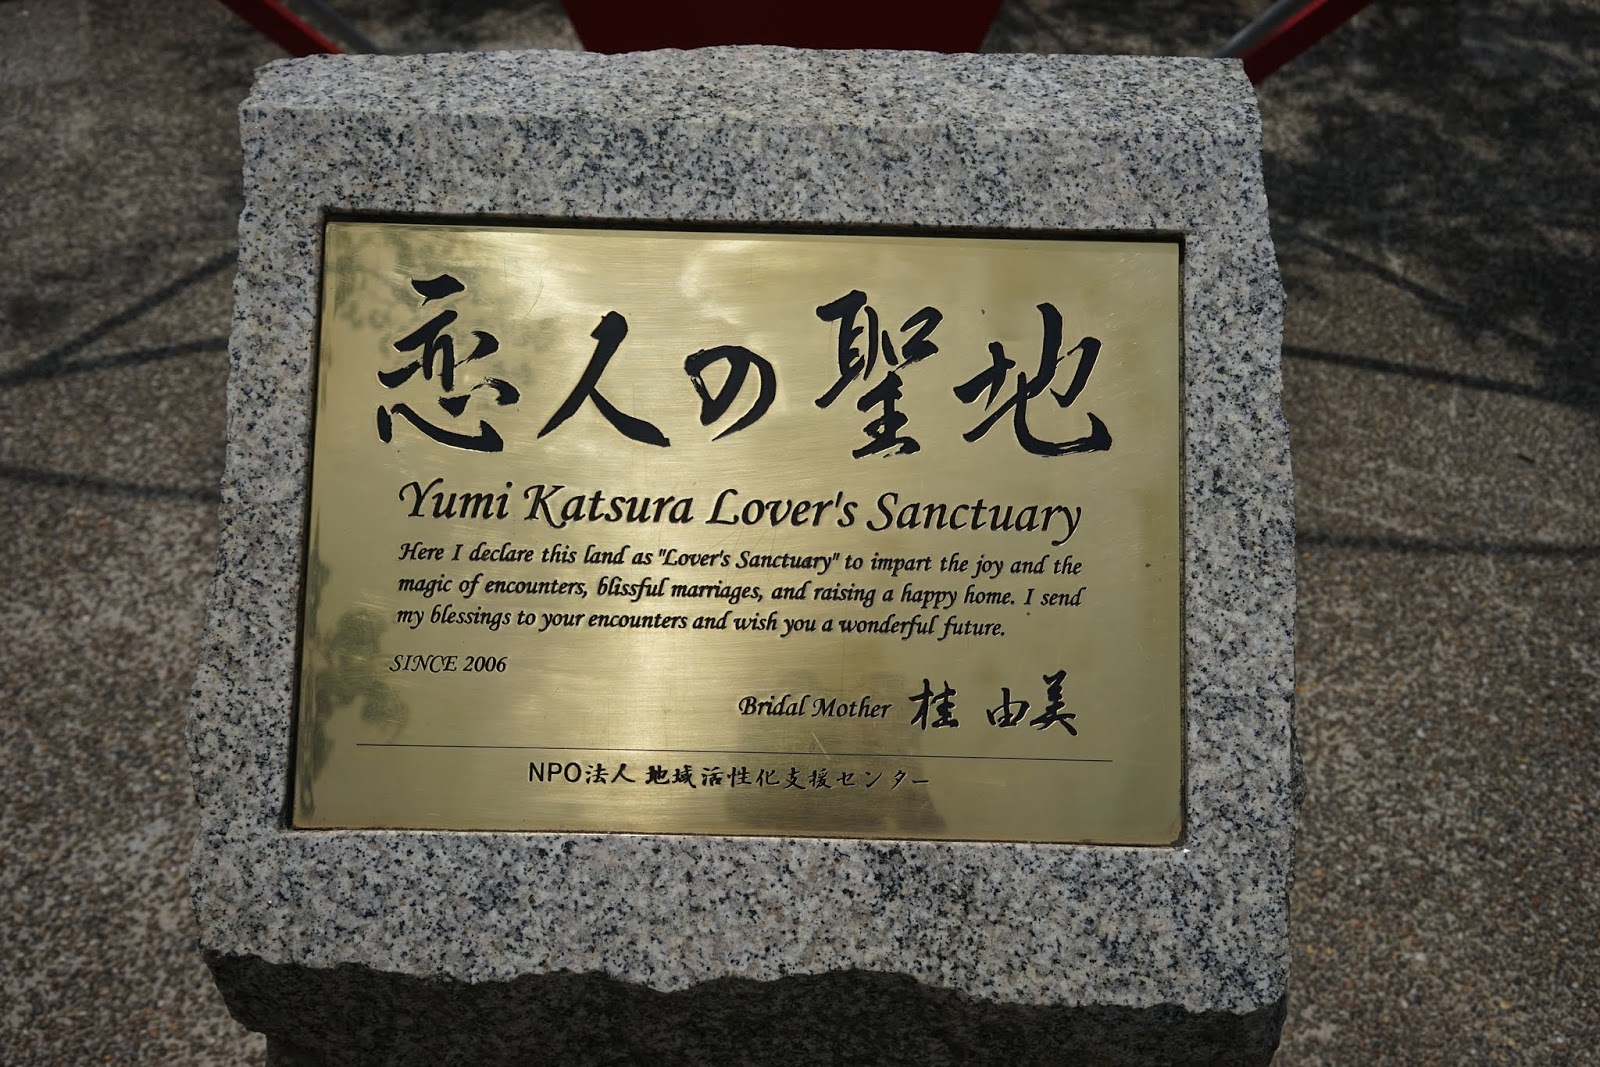 恋人の聖地
Yumi Katsura Lover's Sanctuary
Here I declare this land as "Lover's Sanctuary" to impart the joy and the
magic of encounters, blissful marriages, and raising a happy home. I send
my blessings to your encounters and wish you a wonderful future.
SINCE 2006
Bridal Mother 桂 由美
NPO法人 地域活性化支援センター